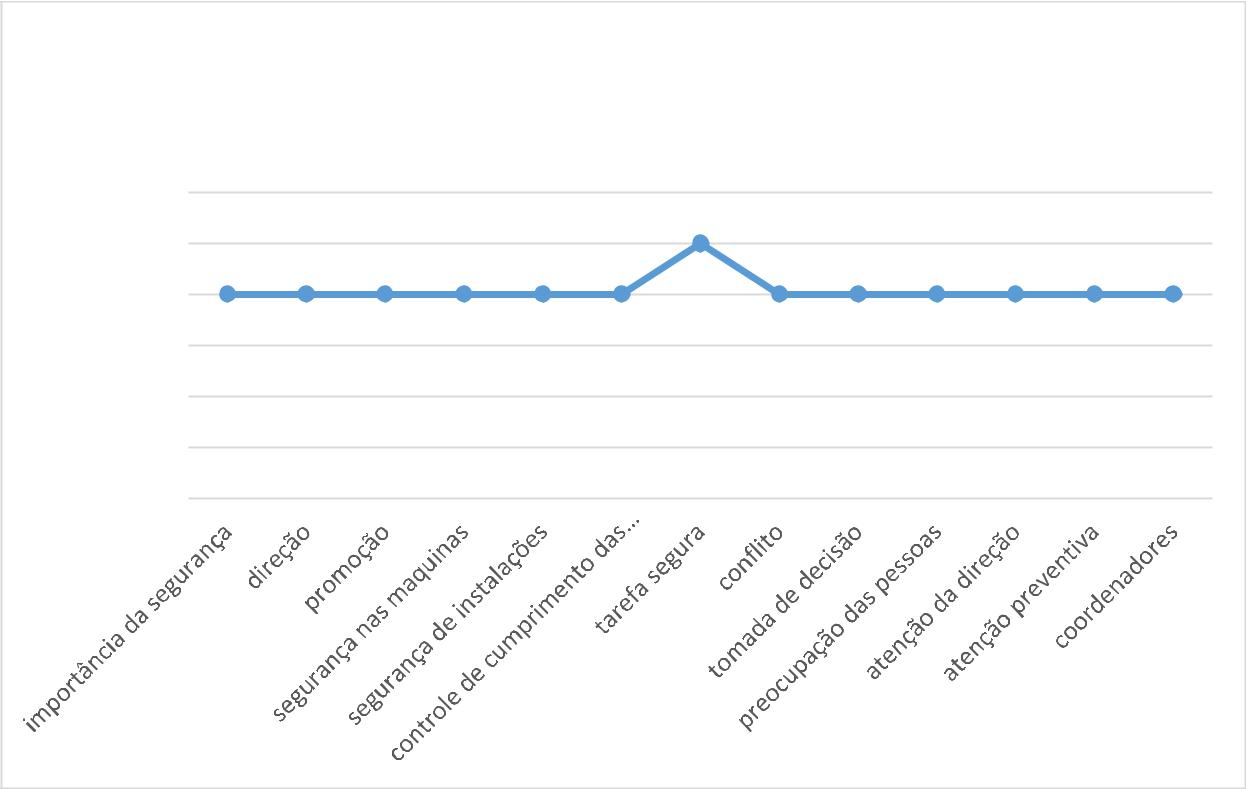 importância da segurança
direção
promoção
segurança nas maquinas
segurança de instalações
controle de cumprimento das...
tarefa segura
conflito
tomada de decisão
preocupação das pessoas
atenção da direção
atenção preventiva
coordenadores